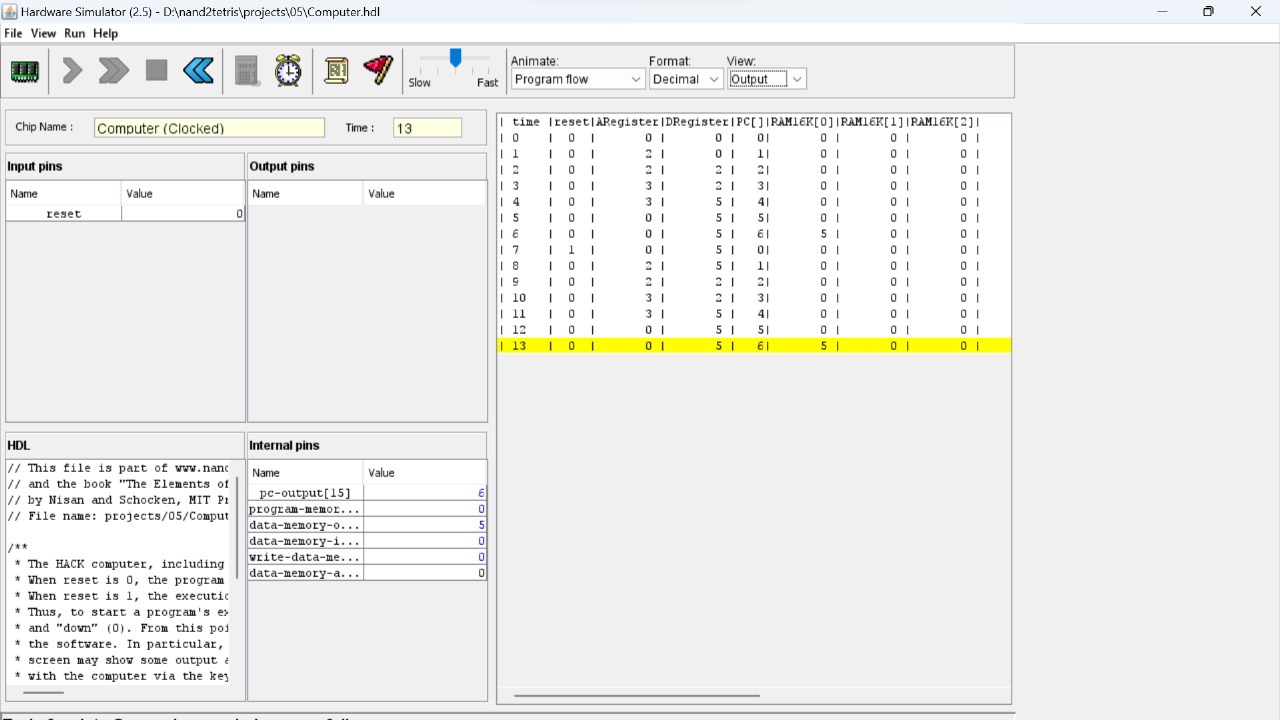 Hardware Simulator (2.5) - D:\nand2tetris\projects\05\Computer.hdl
File View Run Help
Slow Fast
Animate: Format: View:
Program flow Decimal Output
Chip Name : Computer (Clocked) Time : 13
Input pins
Name Value
reset 0
Output pins
Name Value
HDL
// This file is part of www.nand
// and the book "The Elements of
// by Nisan and Schocken, MIT Pr
// File name: projects/05/Comput
/**
* The HACK computer, including
* When reset is 0, the program
* When reset is 1, the executio
* Thus, to start a program's ex
* and "down" (0). From this poi
* the software. In particular,
* screen may show some output a
* with the computer via the key
Internal pins
Name Value
pc-output[15] 6
program-memor... 0
data-memory-o... 5
data-memory-i... 0
write-data-me... 0
data-memory-a... 0
| time |reset|ARegister|DRegister|PC[]|RAM16K[0]|RAM16K[1]|RAM16K[2]|
| 0 | 0 | 0 | 0 | 0| 0 | 0 | 0 |
| 1 | 0 | 2 | 0 | 1| 0 | 0 | 0 |
| 2 | 0 | 2 | 2 | 2| 0 | 0 | 0 |
| 3 | 0 | 3 | 2 | 3| 0 | 0 | 0 |
| 4 | 0 | 3 | 5 | 4| 0 | 0 | 0 |
| 5 | 0 | 0 | 5 | 5| 0 | 0 | 0 |
| 6 | 0 | 0 | 5 | 6| 5 | 0 | 0 |
| 7 | 1 | 0 | 5 | 0| 0 | 0 | 0 |
| 8 | 0 | 2 | 5 | 1| 0 | 0 | 0 |
| 9 | 0 | 2 | 2 | 2| 0 | 0 | 0 |
| 10 | 0 | 3 | 2 | 3| 0 | 0 | 0 |
| 11 | 0 | 3 | 5 | 4| 0 | 0 | 0 |
| 12 | 0 | 0 | 5 | 5| 0 | 0 | 0 |
| 13 | 0 | 0 | 5 | 6| 5 | 0 | 0 |